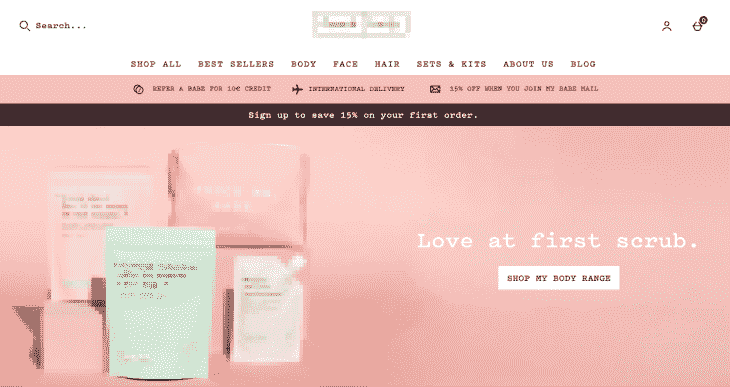 Search...
0
SHOP ALL BEST SELLERS BODY FACE HAIR SETS & KITS ABOUT US BLOG
REFER A BABE FOR 10€ CREDIT INTERNATIONAL DELIVERY 15% OFF WHEN YOU JOIN MY BABE MAIL
Sign up to save 15% on your first order.
Love at first scrub.
SHOP MY BODY RANGE